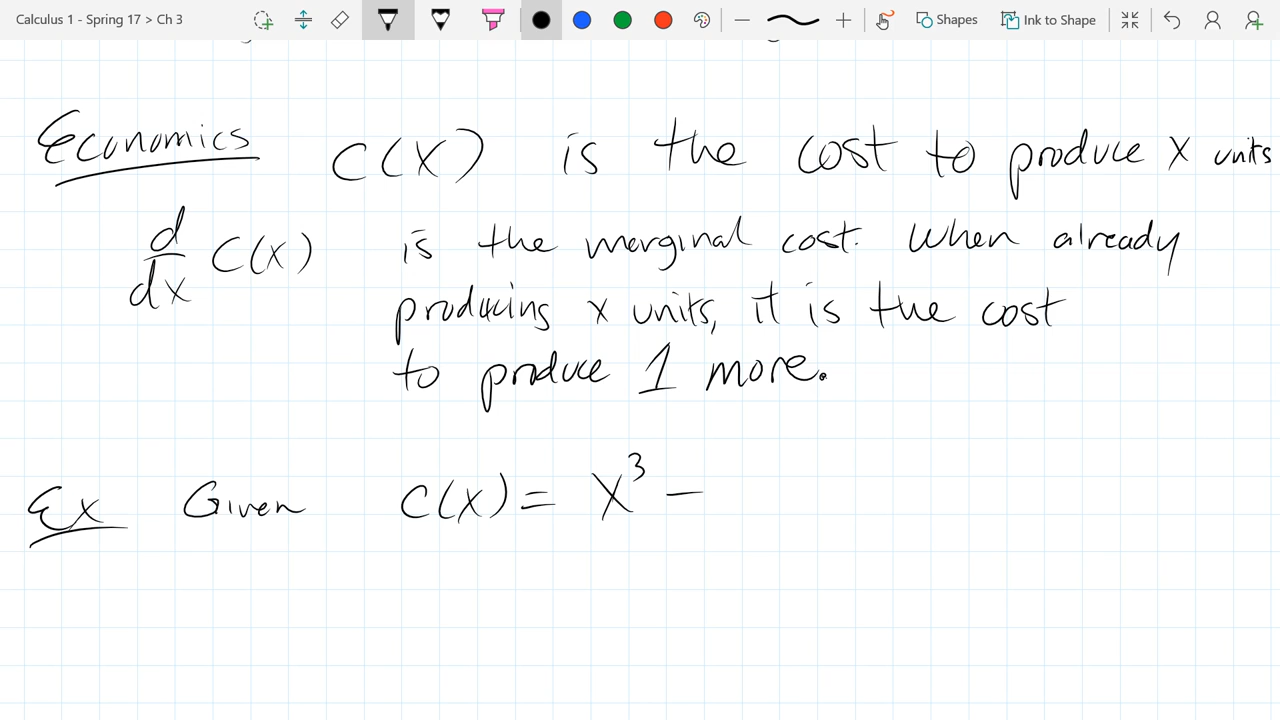 Calculus 1 - Spring 17 > Ch 3
Shapes
Ink to Shape
Economics C(X) is the cost to produce X units
d/dx C(x) is the merginal cost. When already
producing x units, it is the cost
to produce 1 more.
Ex Given C(x) = X³ −